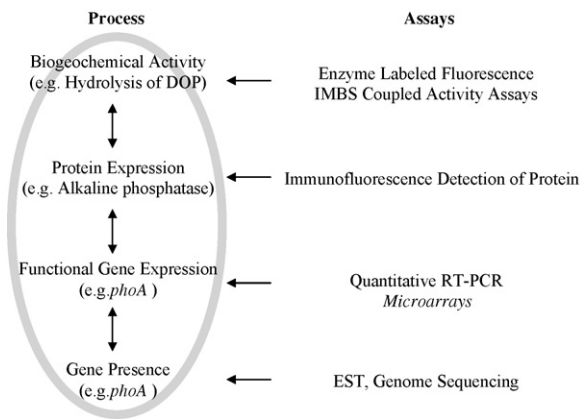 Process
Assays
Biogeochemical Activity
(e.g. Hydrolysis of DOP)
Enzyme Labeled Fluorescence
IMBS Coupled Activity Assays
Protein Expression
(e.g. Alkaline phosphatase)
Immunofluorescence Detection of Protein
Functional Gene Expression
(e.g.phoA )
Quantitative RT-PCR
Microarrays
Gene Presence
(e.g.phoA )
EST, Genome Sequencing